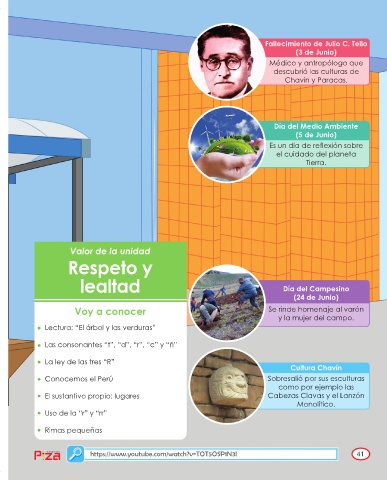 Fallecimiento de Julio C. Tello
(3 de Junio)
Médico y antropólogo que
descubrió las culturas de
Chavín y Paracas.
Día del Medio Ambiente
(5 de Junio)
Es un día de reflexión sobre
el cuidado del planeta
Tierra.
Valor de la unidad
Respeto y
lealtad
Voy a conocer
• Lectura: “El árbol y las verduras”
• Las consonantes “t”, “d”, “r”, “c” y “ñ”
• La ley de las tres “R”
• Conocemos el Perú
• El sustantivo propio: lugares
• Uso de la “r” y “rr”
• Rimas pequeñas
Día del Campesino
(24 de Junio)
Se rinde homenaje al varón
y la mujer del campo.
Cultura Chavín
Sobresalió por sus esculturas
como por ejemplo las
Cabezas Clavas y el Lanzón
Monolítico.
https://www.youtube.com/watch?v=TOTSOSPtN3I
41